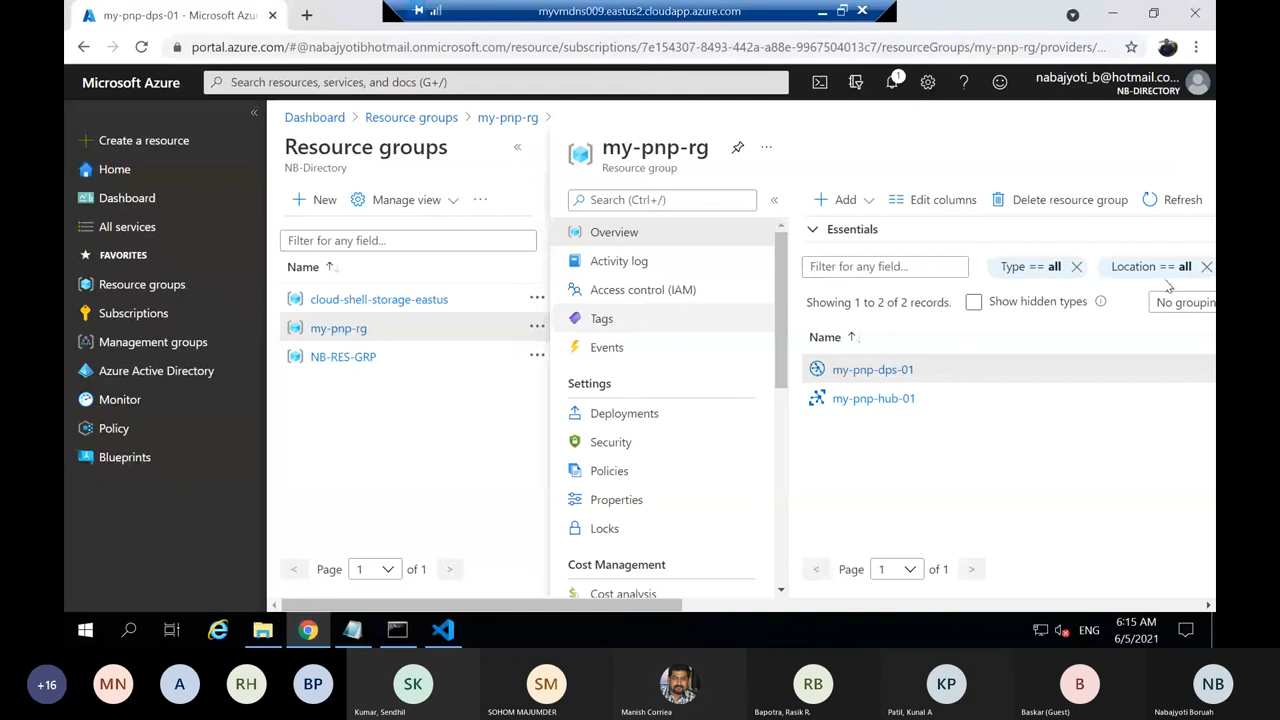 my-pnp-dps-01 - Microsoft Azure
myvmdns009.eastus2.cloudapp.azure.com
portal.azure.com/#@nabajyotibhotmail.onmicrosoft.com/resource/subscriptions/7e154307-8493-442a-a88e-9967504013c7/resourceGroups/my-pnp-rg/providers/...
Microsoft Azure
Search resources, services, and docs (G+/)
1
nabajyoti_b@hotmail.co...
NB-DIRECTORY
Create a resource
Home
Dashboard
All services
FAVORITES
Resource groups
Subscriptions
Management groups
Azure Active Directory
Monitor
Policy
Blueprints
Dashboard > Resource groups > my-pnp-rg >
Resource groups
NB-Directory
New
Manage view
...
Filter for any field...
Name ↑
cloud-shell-storage-eastus
my-pnp-rg
NB-RES-GRP
< Page 1 of 1 >
my-pnp-rg
Resource group
Search (Ctrl+/)
Overview
Activity log
Access control (IAM)
Tags
Events
Settings
Deployments
Security
Policies
Properties
Locks
Cost Management
Cost analysis
Add
Edit columns
Delete resource group
Refresh
Essentials
Filter for any field...
Type == all
Location == all
Showing 1 to 2 of 2 records.
Show hidden types
No groupin
Name ↑
my-pnp-dps-01
my-pnp-hub-01
< Page 1 of 1 >
ENG
6:15 AM
6/5/2021
+16
MN
A
RH
BP
SK
Kumar, Sendhil
SM
SOHOM MAJUMDER
Manish Correia
RB
Bapotra, Rasik R.
KP
Patil, Kunal A
B
Baskar (Guest)
NB
Nabajyoti Boruah